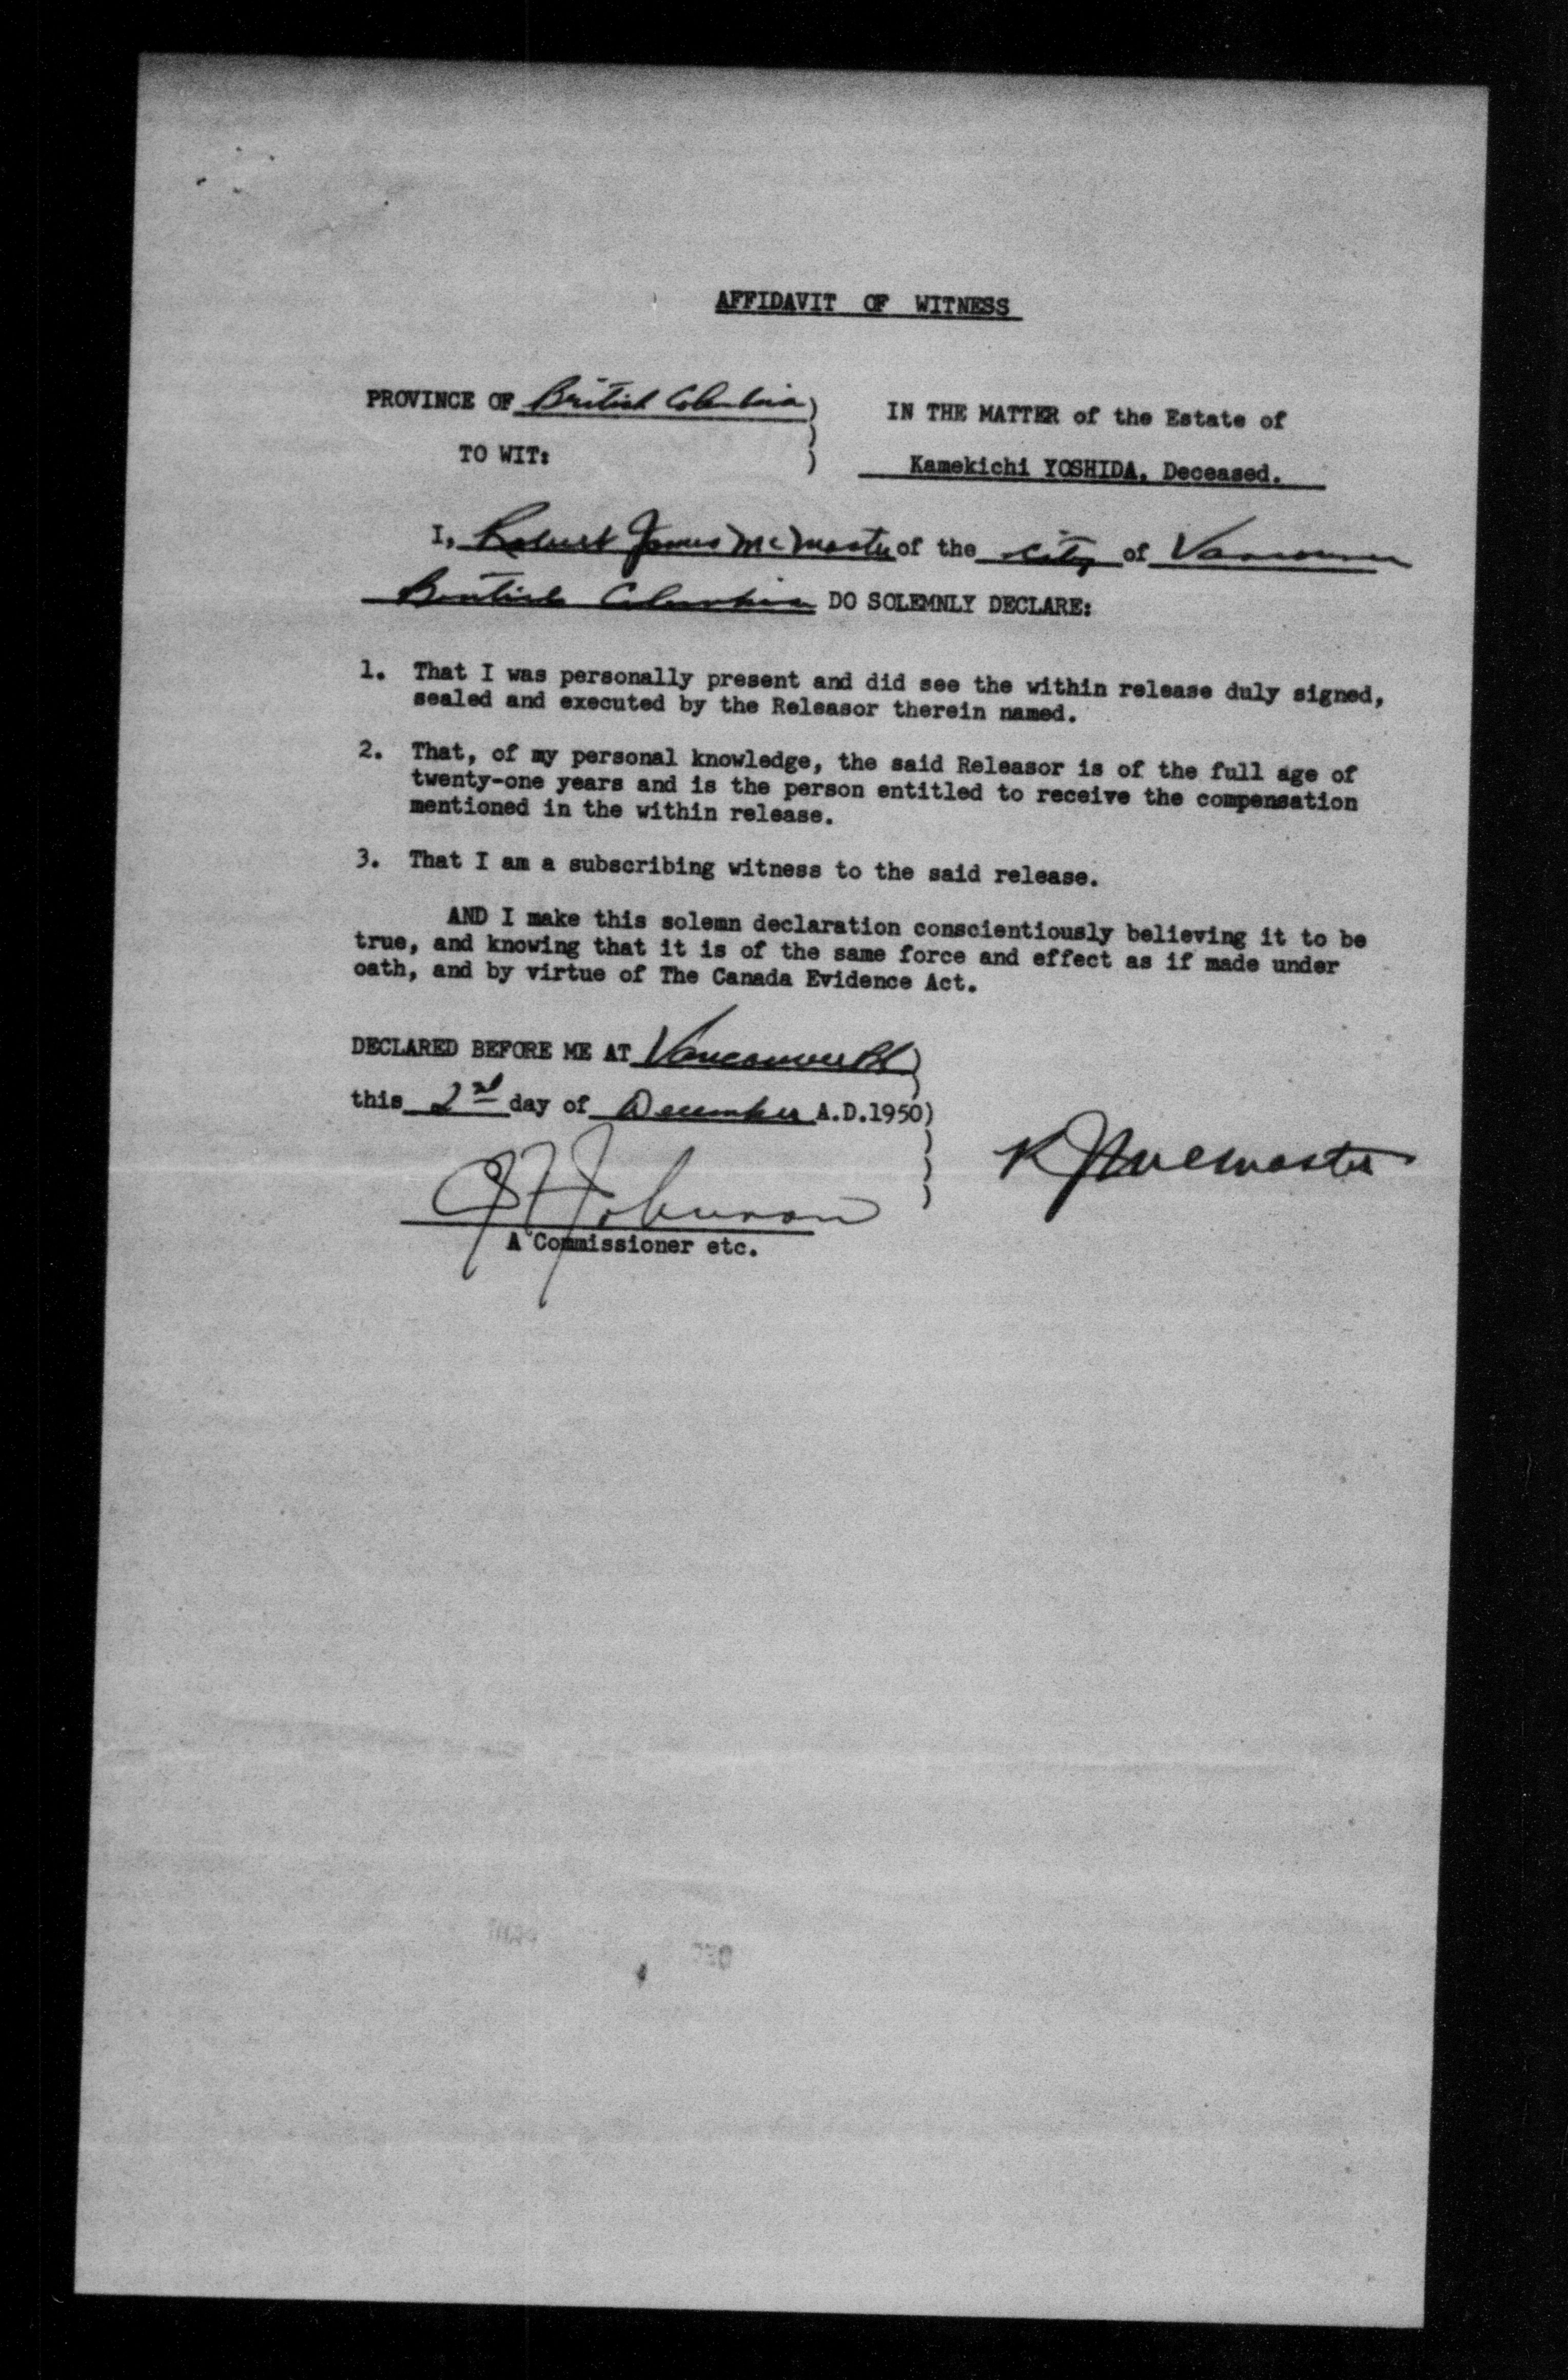 AFFIDAVIT OF WITNESS
PROVINCE OF British Columbia )
IN THE MATTER of the Estate of
TO WIT:
Kamekichi YOSHIDA, Deceased.
I, Robert James McMaster of the City of Vancouver
British Columbia DO SOLEMNLY DECLARE:
1. That I was personally present and did see the within release duly signed,
sealed and executed by the Releasor therein named.
2. That, of my personal knowledge, the said Releasor is of the full age of
twenty-one years and is the person entitled to receive the compensation
mentioned in the within release.
3. That I am a subscribing witness to the said release.
AND I make this solemn declaration conscientiously believing it to be
true, and knowing that it is of the same force and effect as if made under
oath, and by virtue of The Canada Evidence Act.
DECLARED BEFORE ME AT Vancouver BC )
this 2nd day of December A.D.1950)
RJMcMaster
Johnson
A Commissioner etc.